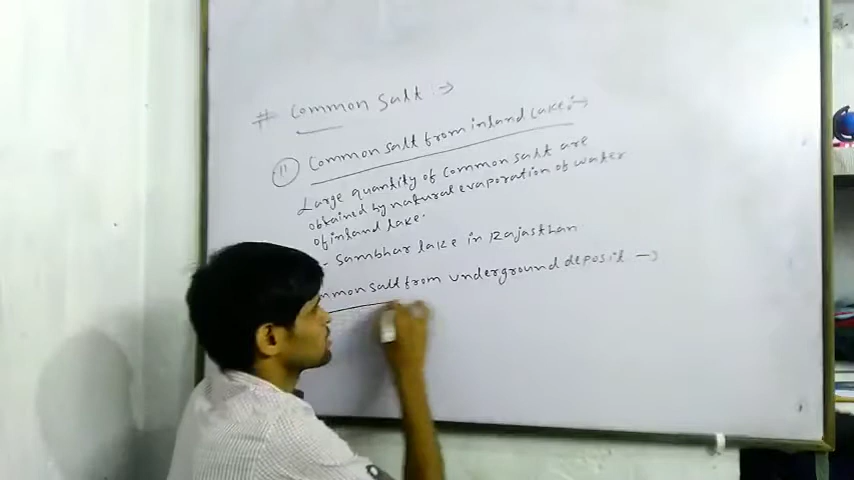 # Common Salt →
(11) Common salt from inland Lake :→
Large quantity of Common salt are
obtained by natural evaporation of water
of inland lake.
- Sambhar lake in Rajasthan
mmon salt from underground deposit →